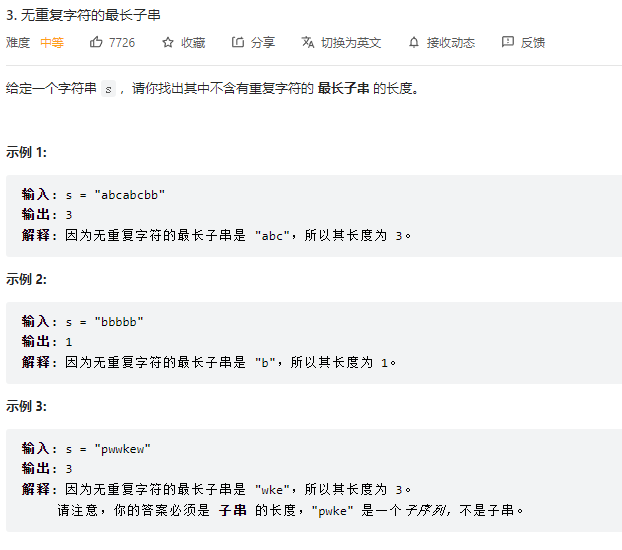 3. 无重复字符的最长子串
难度 中等 7726 收藏 分享 切换为英文 接收动态 反馈
给定一个字符串 s ，请你找出其中不含有重复字符的 最长子串 的长度。
示例 1:
输入: s = "abcabcbb"
输出: 3
解释: 因为无重复字符的最长子串是 "abc"，所以其长度为 3。
示例 2:
输入: s = "bbbbb"
输出: 1
解释: 因为无重复字符的最长子串是 "b"，所以其长度为 1。
示例 3:
输入: s = "pwwkew"
输出: 3
解释: 因为无重复字符的最长子串是 "wke"，所以其长度为 3。
请注意，你的答案必须是 子串 的长度，"pwke" 是一个子序列，不是子串。